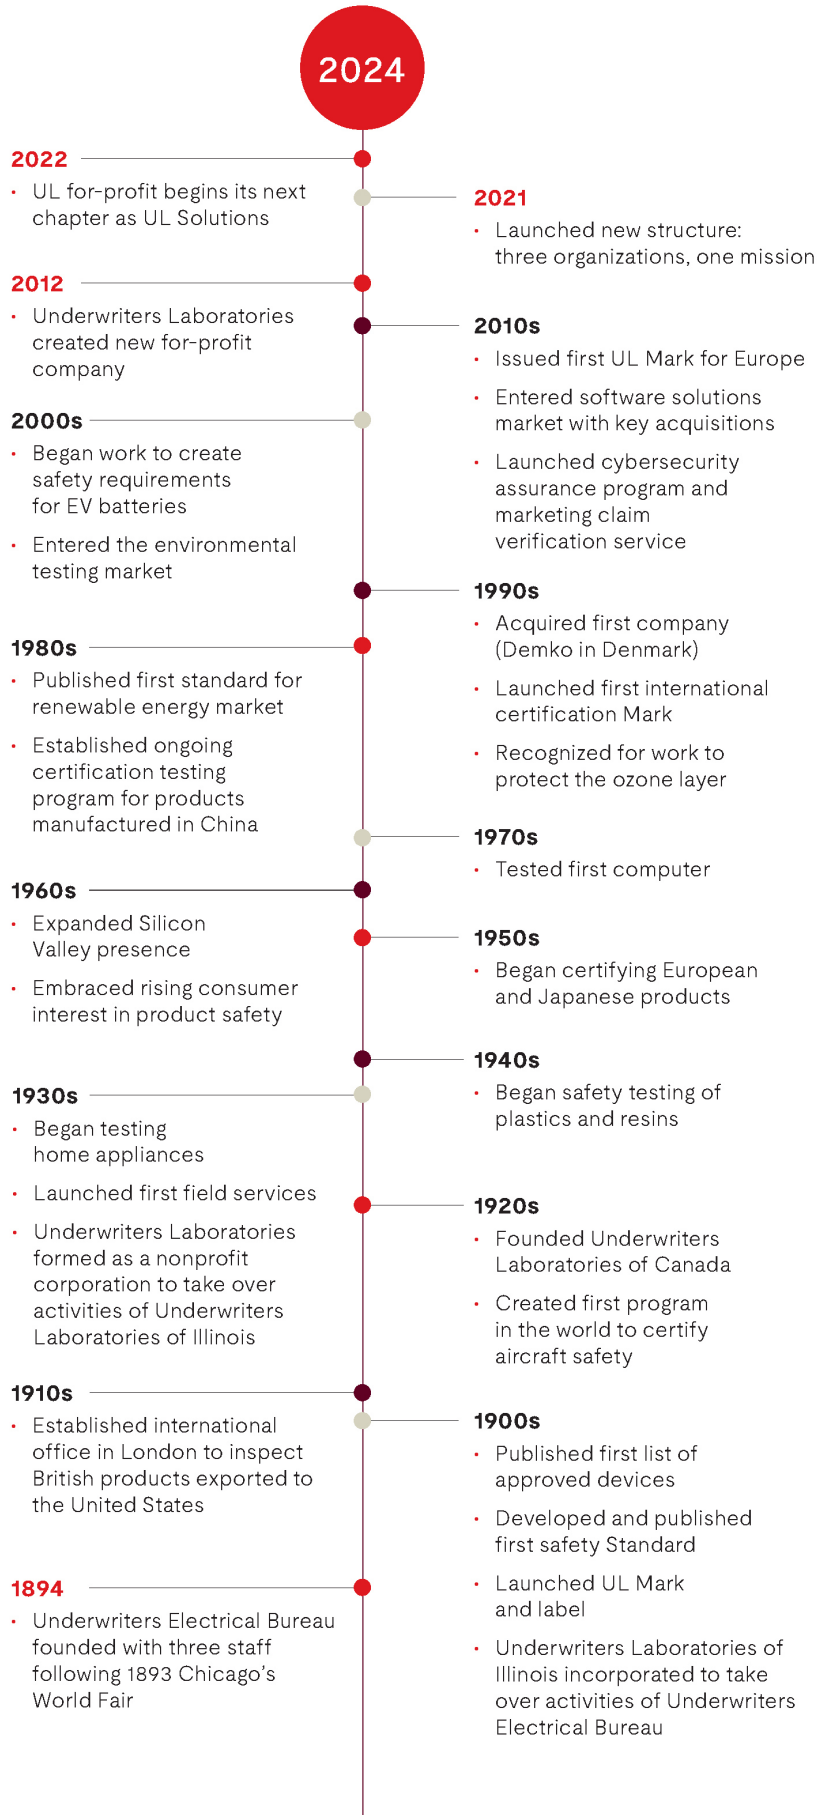 2024
2022
• UL for-profit begins its next
chapter as UL Solutions
2021
• Launched new structure:
three organizations, one mission
2012
• Underwriters Laboratories
created new for-profit
company
2010s
• Issued first UL Mark for Europe
• Entered software solutions
market with key acquisitions
• Launched cybersecurity
assurance program and
marketing claim
verification service
2000s
• Began work to create
safety requirements
for EV batteries
• Entered the environmental
testing market
1990s
• Acquired first company
(Demko in Denmark)
• Launched first international
certification Mark
• Recognized for work to
protect the ozone layer
1980s
• Published first standard for
renewable energy market
• Established ongoing
certification testing
program for products
manufactured in China
1970s
• Tested first computer
1960s
• Expanded Silicon
Valley presence
• Embraced rising consumer
interest in product safety
1950s
• Began certifying European
and Japanese products
1940s
• Began safety testing of
plastics and resins
1930s
• Began testing
home appliances
• Launched first field services
• Underwriters Laboratories
formed as a nonprofit
corporation to take over
activities of Underwriters
Laboratories of Illinois
1920s
• Founded Underwriters
Laboratories of Canada
• Created first program
in the world to certify
aircraft safety
1910s
• Established international
office in London to inspect
British products exported to
the United States
1900s
• Published first list of
approved devices
• Developed and published
first safety Standard
• Launched UL Mark
and label
• Underwriters Laboratories of
Illinois incorporated to take
over activities of Underwriters
Electrical Bureau
1894
• Underwriters Electrical Bureau
founded with three staff
following 1893 Chicago's
World Fair